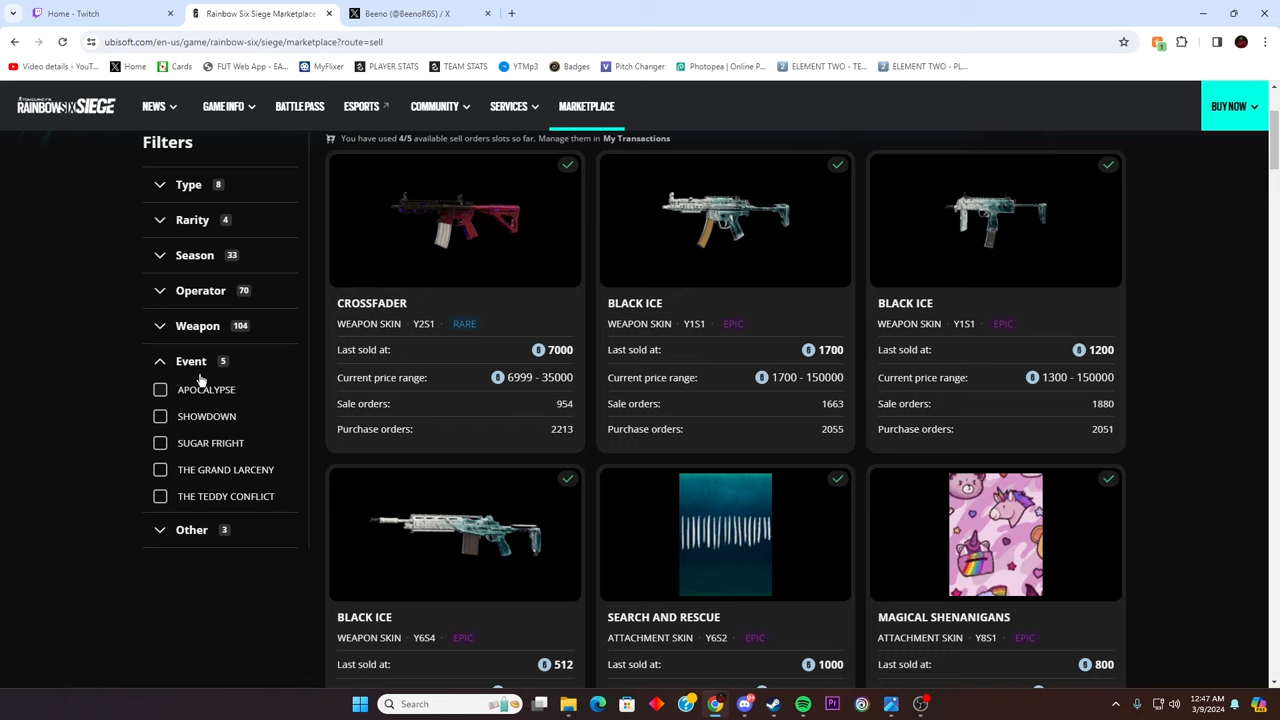 Home - Twitch
Rainbow Six Siege Marketplace
Beeno (@BeenoR6S) / X
ubisoft.com/en-us/game/rainbow-six/siege/marketplace?route=sell
Video details - YouT...
Home
Cards
FUT Web App - EA...
MyFlixer
PLAYER STATS
TEAM STATS
YTMp3
Badges
Pitch Changer
Photopea | Online P...
ELEMENT TWO - TE...
ELEMENT TWO - PL...
RAINBOW SIX SIEGE
NEWS
GAME INFO
BATTLE PASS
ESPORTS
COMMUNITY
SERVICES
MARKETPLACE
BUY NOW
Filters
You have used 4/5 available sell orders slots so far. Manage them in My Transactions
Type 8
Rarity 4
Season 33
Operator 70
Weapon 104
Event 5
APOCALYPSE
SHOWDOWN
SUGAR FRIGHT
THE GRAND LARCENY
THE TEDDY CONFLICT
Other 3
CROSSFADER
WEAPON SKIN · Y2S1 · RARE
Last sold at: 7000
Current price range: 6999 - 35000
Sale orders: 954
Purchase orders: 2213
BLACK ICE
WEAPON SKIN · Y1S1 · EPIC
Last sold at: 1700
Current price range: 1700 - 150000
Sale orders: 1663
Purchase orders: 2055
BLACK ICE
WEAPON SKIN · Y1S1 · EPIC
Last sold at: 1200
Current price range: 1300 - 150000
Sale orders: 1880
Purchase orders: 2051
BLACK ICE
WEAPON SKIN · Y6S4 · EPIC
Last sold at: 512
SEARCH AND RESCUE
ATTACHMENT SKIN · Y6S2 · EPIC
Last sold at: 1000
MAGICAL SHENANIGANS
ATTACHMENT SKIN · Y8S1 · EPIC
Last sold at: 800
Search
12:47 AM
3/9/2024